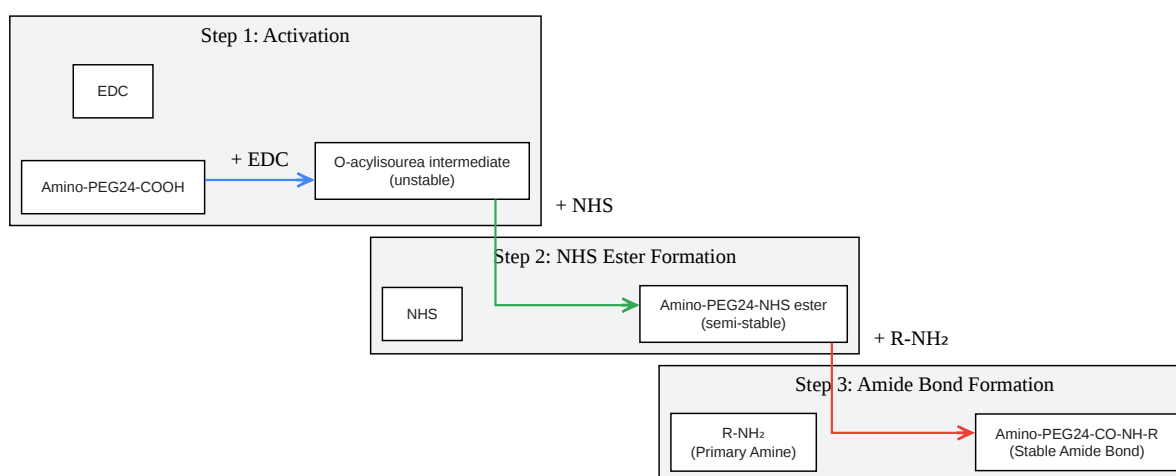 Step 1: Activation
EDC
Amino-PEG24-COOH
+ EDC
O-acylisourea intermediate
(unstable)
+ NHS
Step 2: NHS Ester Formation
NHS
Amino-PEG24-NHS ester
(semi-stable)
+ R-NH₂
Step 3: Amide Bond Formation
R-NH₂
(Primary Amine)
Amino-PEG24-CO-NH-R
(Stable Amide Bond)